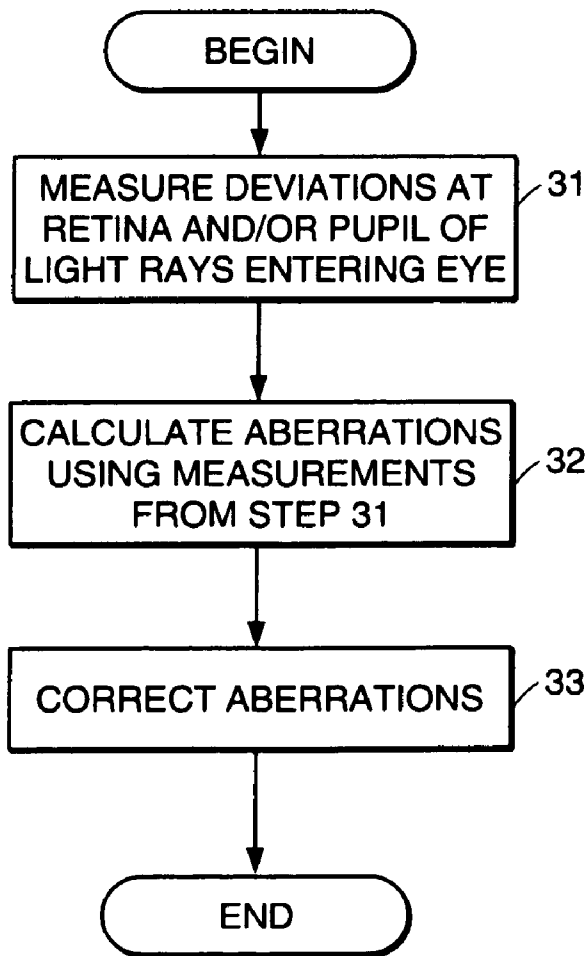 BEGIN
MEASURE DEVIATIONS AT
RETINA AND/OR PUPIL OF
LIGHT RAYS ENTERING EYE
31
CALCULATE ABERRATIONS
USING MEASUREMENTS
FROM STEP 31
32
CORRECT ABERRATIONS
33
END